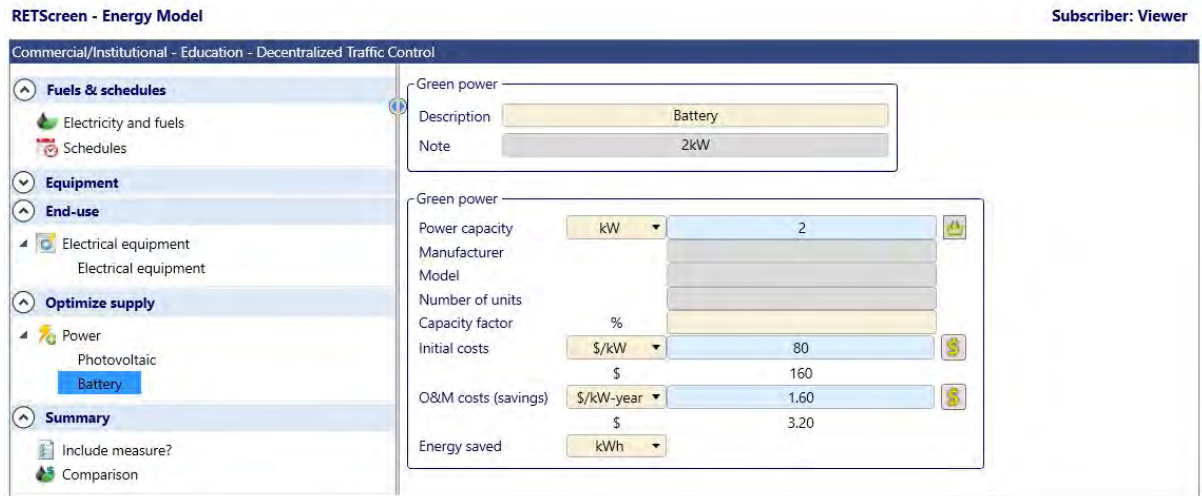 RETScreen - Energy Model
Subscriber: Viewer
Commercial/Institutional - Education - Decentralized Traffic Control
Fuels & schedules
Electricity and fuels
Schedules
Equipment
End-use
Electrical equipment
Electrical equipment
Optimize supply
Power
Photovoltaic
Battery
Summary
Include measure?
Comparison
Green power
Description Battery
Note 2kW
Green power
Power capacity kW 2
Manufacturer
Model
Number of units
Capacity factor %
Initial costs $/kW 80 $
$ 160
O&M costs (savings) $/kW-year 1.60 $
$ 3.20
Energy saved kWh